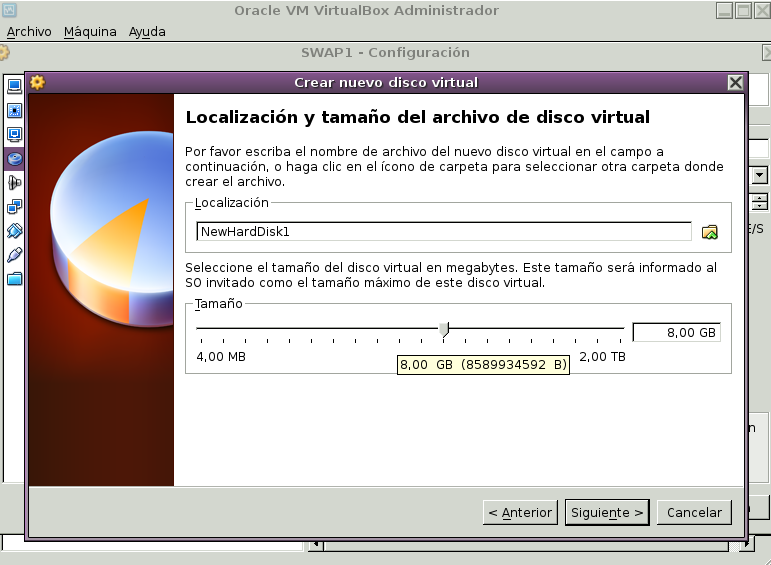 Oracle VM VirtualBox Administrador
Archivo Máquina Ayuda
SWAP1 - Configuración
Crear nuevo disco virtual
Localización y tamaño del archivo de disco virtual
Por favor escriba el nombre de archivo del nuevo disco virtual en el campo a
continuación, o haga clic en el ícono de carpeta para seleccionar otra carpeta donde
crear el archivo.
Localización
NewHardDisk1
E/S
Seleccione el tamaño del disco virtual en megabytes. Este tamaño será informado al
SO invitado como el tamaño máximo de este disco virtual.
Tamaño
8,00 GB
4,00 MB
2,00 TB
8,00 GB (8589934592 B)
< Anterior
Siguiente >
Cancelar